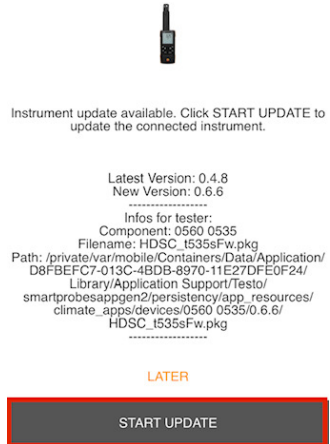 Instrument update available. Click START UPDATE to
update the connected instrument.
Latest Version: 0.4.8
New Version: 0.6.6
------------------
Infos for tester:
Component: 0560 0535
Filename: HDSC_t535sFw.pkg
Path: /private/var/mobile/Containers/Data/Application/
D8FBEFC7-013C-4BDB-8970-11E27DFE0F24/
Library/Application Support/Testo/
smartprobesappgen2/persistency/app_resources/
climate_apps/devices/0560 0535/0.6.6/
HDSC_t535sFw.pkg
------------------
LATER
START UPDATE